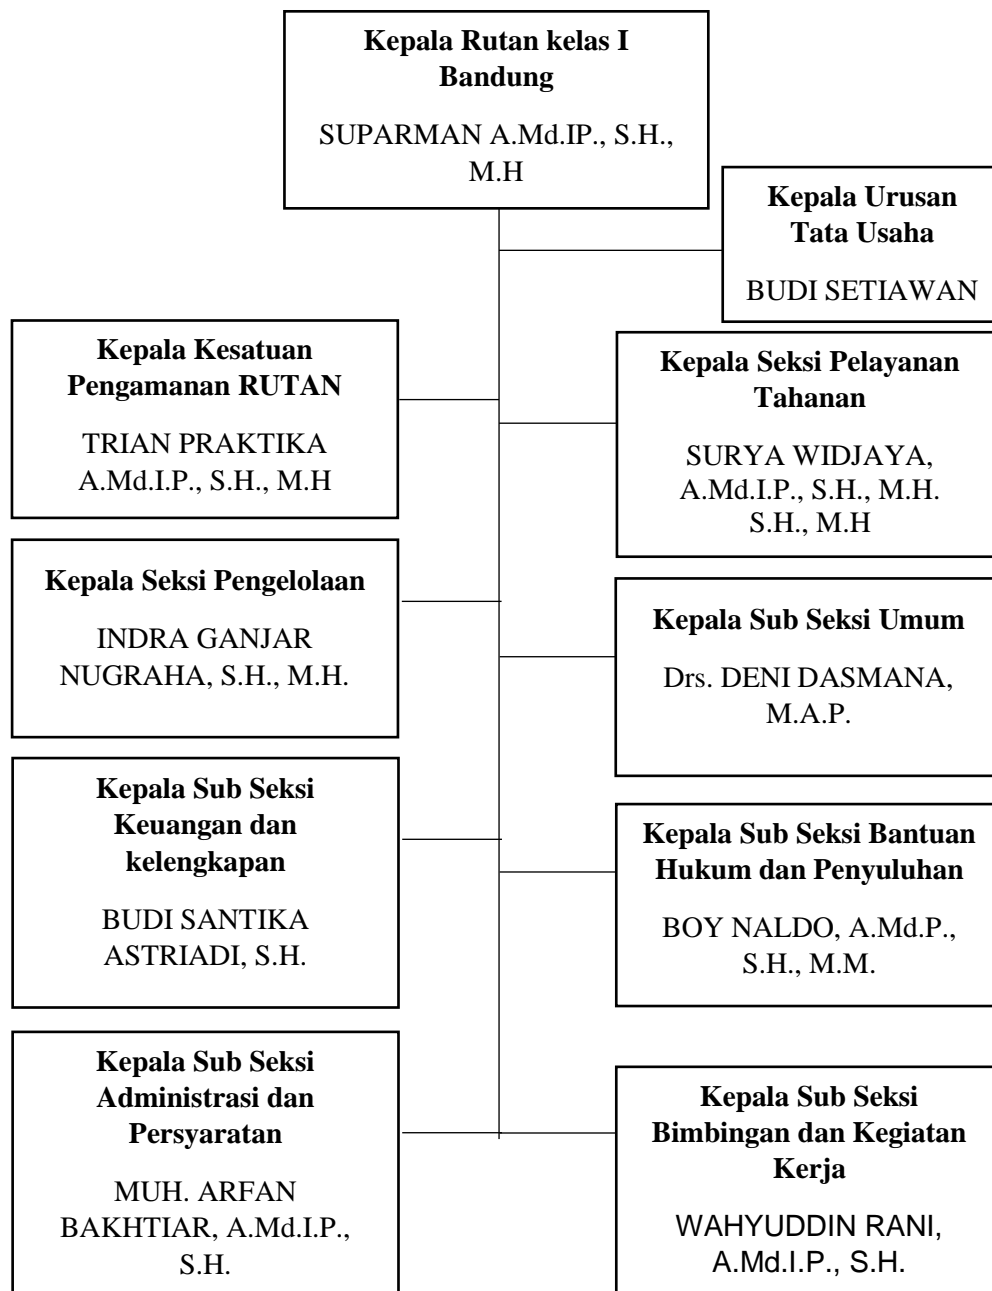 Kepala Rutan kelas I
Bandung
SUPARMAN A.Md.IP., S.H.,
M.H
Kepala Urusan
Tata Usaha
BUDI SETIAWAN
Kepala Kesatuan
Pengamanan RUTAN
TRIAN PRAKTIKA
A.Md.I.P., S.H., M.H
Kepala Seksi Pelayanan
Tahanan
SURYA WIDJAYA,
A.Md.I.P., S.H., M.H.
S.H., M.H
Kepala Seksi Pengelolaan
INDRA GANJAR
NUGRAHA, S.H., M.H.
Kepala Sub Seksi Umum
Drs. DENI DASMANA,
M.A.P.
Kepala Sub Seksi
Keuangan dan
kelengkapan
BUDI SANTIKA
ASTRIADI, S.H.
Kepala Sub Seksi Bantuan
Hukum dan Penyuluhan
BOY NALDO, A.Md.P.,
S.H., M.M.
Kepala Sub Seksi
Administrasi dan
Persyaratan
MUH. ARFAN
BAKHTIAR, A.Md.I.P.,
S.H.
Kepala Sub Seksi
Bimbingan dan Kegiatan
Kerja
WAHYUDDIN RANI,
A.Md.I.P., S.H.